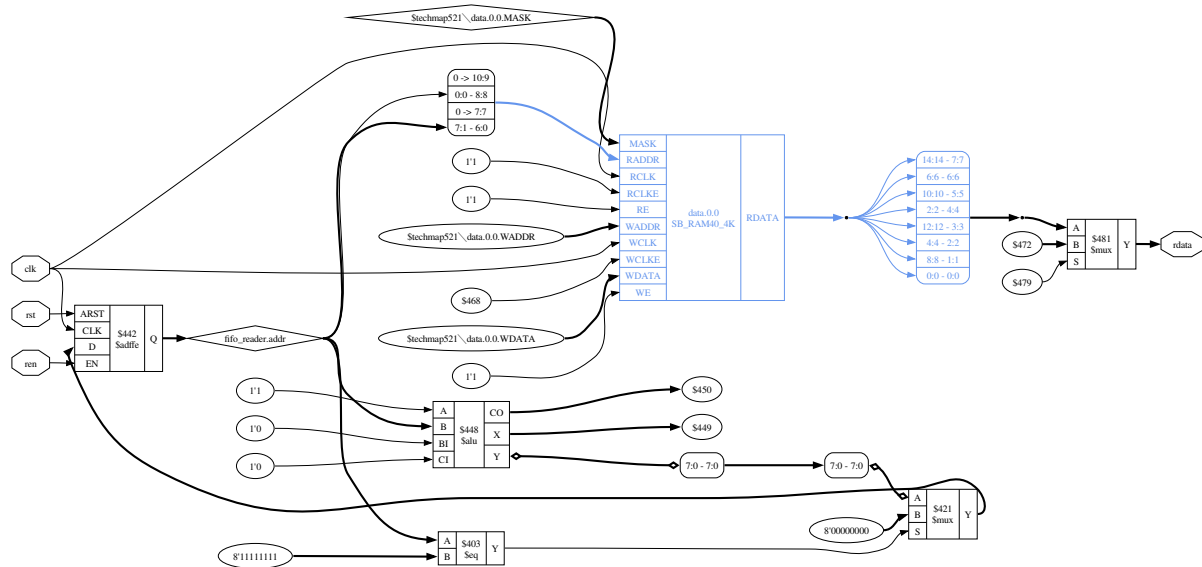 $techmap521\data.0.0.MASK
0 -> 10:9
0:0 - 8:8
0 -> 7:7
7:1 - 6:0
1'1
1'1
$techmap521\data.0.0.WADDR
$468
$techmap521\data.0.0.WDATA
1'1
MASK
RADDR
RCLK
RCLKE
RE
WADDR
WCLK
WCLKE
WDATA
WE
data.0.0
SB_RAM40_4K
RDATA
14:14 - 7:7
6:6 - 6:6
10:10 - 5:5
2:2 - 4:4
12:12 - 3:3
4:4 - 2:2
8:8 - 1:1
0:0 - 0:0
$472
$479
A
B
S
$481
$mux
Y
rdata
clk
rst
ren
ARST
CLK
D
EN
$442
$adffe
Q
fifo_reader.addr
1'1
1'0
1'0
A
B
BI
CI
$448
$alu
CO
X
Y
$450
$449
7:0 - 7:0
7:0 - 7:0
8'00000000
A
B
S
$421
$mux
Y
8'11111111
A
B
$403
$eq
Y